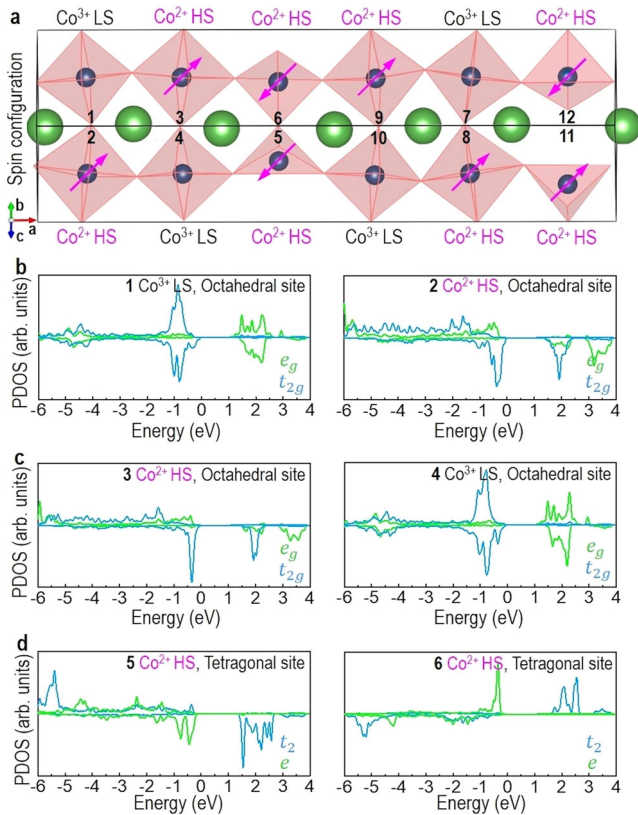 a
Co³⁺ LS Co²⁺ HS Co²⁺ HS Co²⁺ HS Co³⁺ LS Co²⁺ HS
Spin configuration
1 3 6 9 7 12
2 4 5 10 8 11
b
a
c
Co²⁺ HS Co³⁺ LS Co²⁺ HS Co³⁺ LS Co²⁺ HS Co²⁺ HS
b
1 Co³⁺ LS, Octahedral site
PDOS (arb. units)
e_g
t_2g
-6 -5 -4 -3 -2 -1 0 1 2 3 4
Energy (eV)
2 Co²⁺ HS, Octahedral site
e_g
t_2g
-6 -5 -4 -3 -2 -1 0 1 2 3 4
Energy (eV)
c
3 Co²⁺ HS, Octahedral site
PDOS (arb. units)
e_g
t_2g
-6 -5 -4 -3 -2 -1 0 1 2 3 4
Energy (eV)
4 Co³⁺ LS, Octahedral site
e_g
t_2g
-6 -5 -4 -3 -2 -1 0 1 2 3 4
Energy (eV)
d
5 Co²⁺ HS, Tetragonal site
PDOS (arb. units)
t_2
e
-6 -5 -4 -3 -2 -1 0 1 2 3 4
Energy (eV)
6 Co²⁺ HS, Tetragonal site
t_2
e
-6 -5 -4 -3 -2 -1 0 1 2 3 4
Energy (eV)